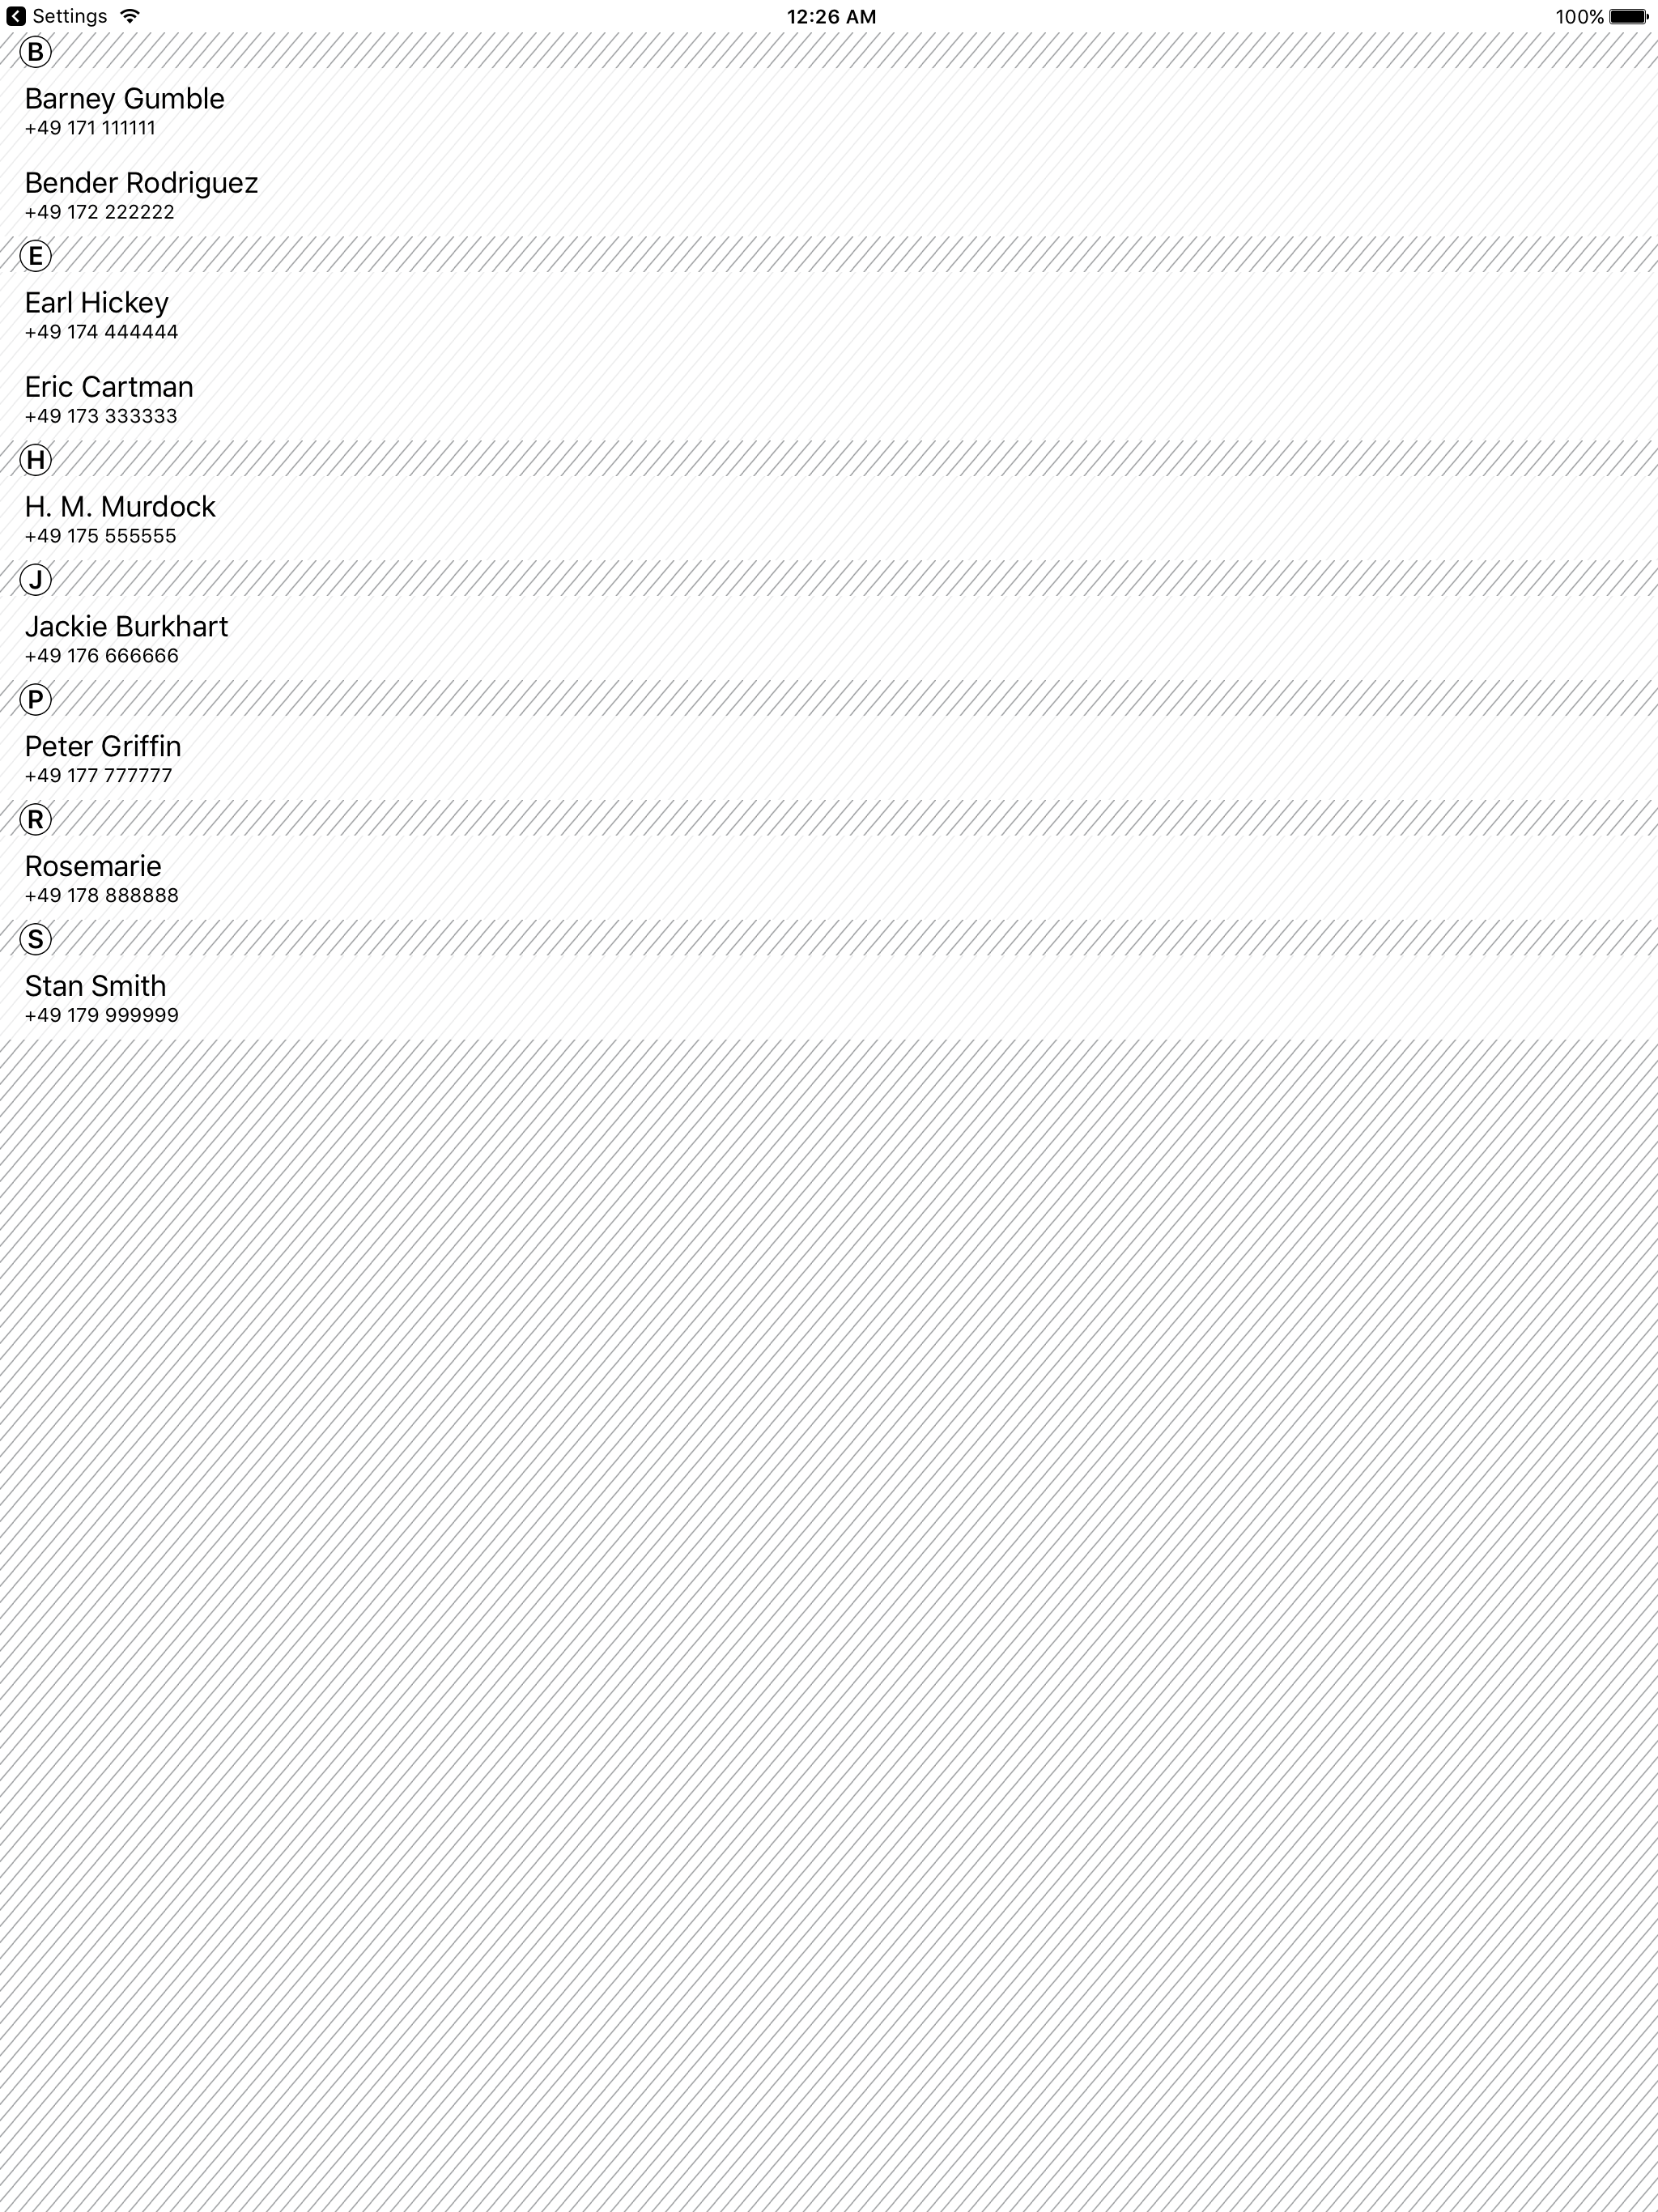 Settings 12:26 AM 100%
B
Barney Gumble
+49 171 111111
Bender Rodriguez
+49 172 222222
E
Earl Hickey
+49 174 444444
Eric Cartman
+49 173 333333
H
H. M. Murdock
+49 175 555555
J
Jackie Burkhart
+49 176 666666
P
Peter Griffin
+49 177 777777
R
Rosemarie
+49 178 888888
S
Stan Smith
+49 179 999999